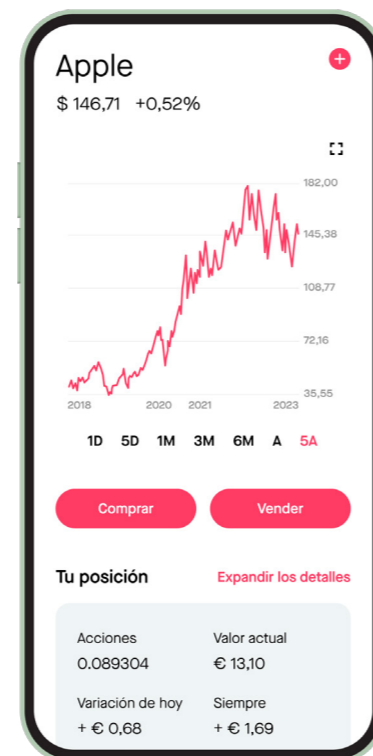 Apple
$ 146,71 +0,52%
182,00
145,38
108,77
72,16
35,55
2018 2020 2021 2023
1D 5D 1M 3M 6M A 5A
Comprar Vender
Tu posición Expandir los detalles
Acciones Valor actual
0.089304 € 13,10
Variación de hoy Siempre
+ € 0,68 + € 1,69